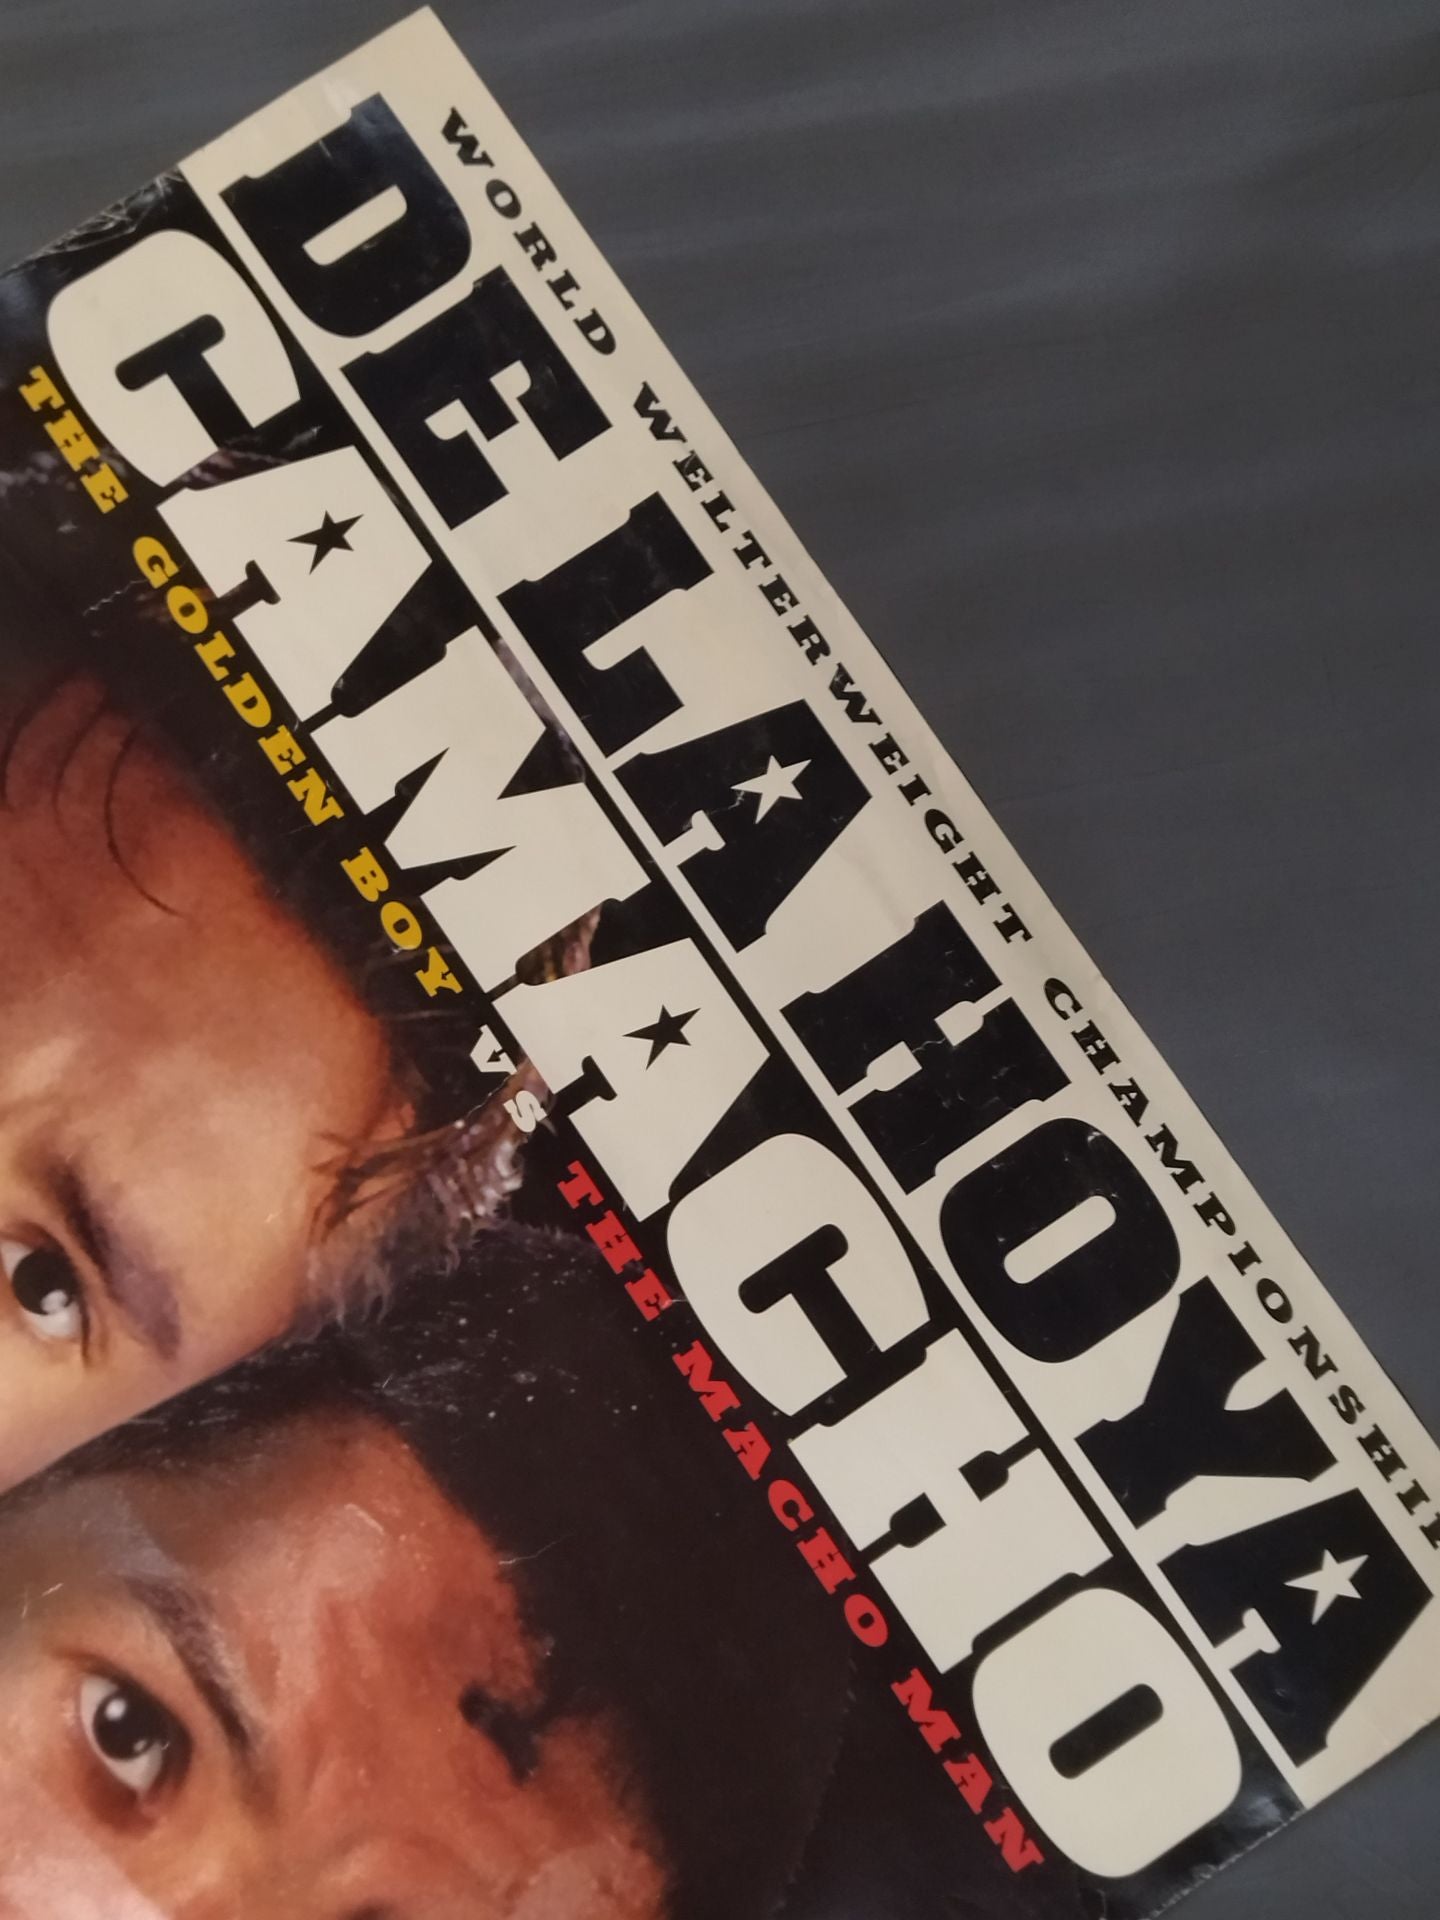 WORLD WELTERWEIGHT CHAMPIONSHIP
DE LA HOYA
CAMACHO
THE GOLDEN BOY VS THE MACHO MAN